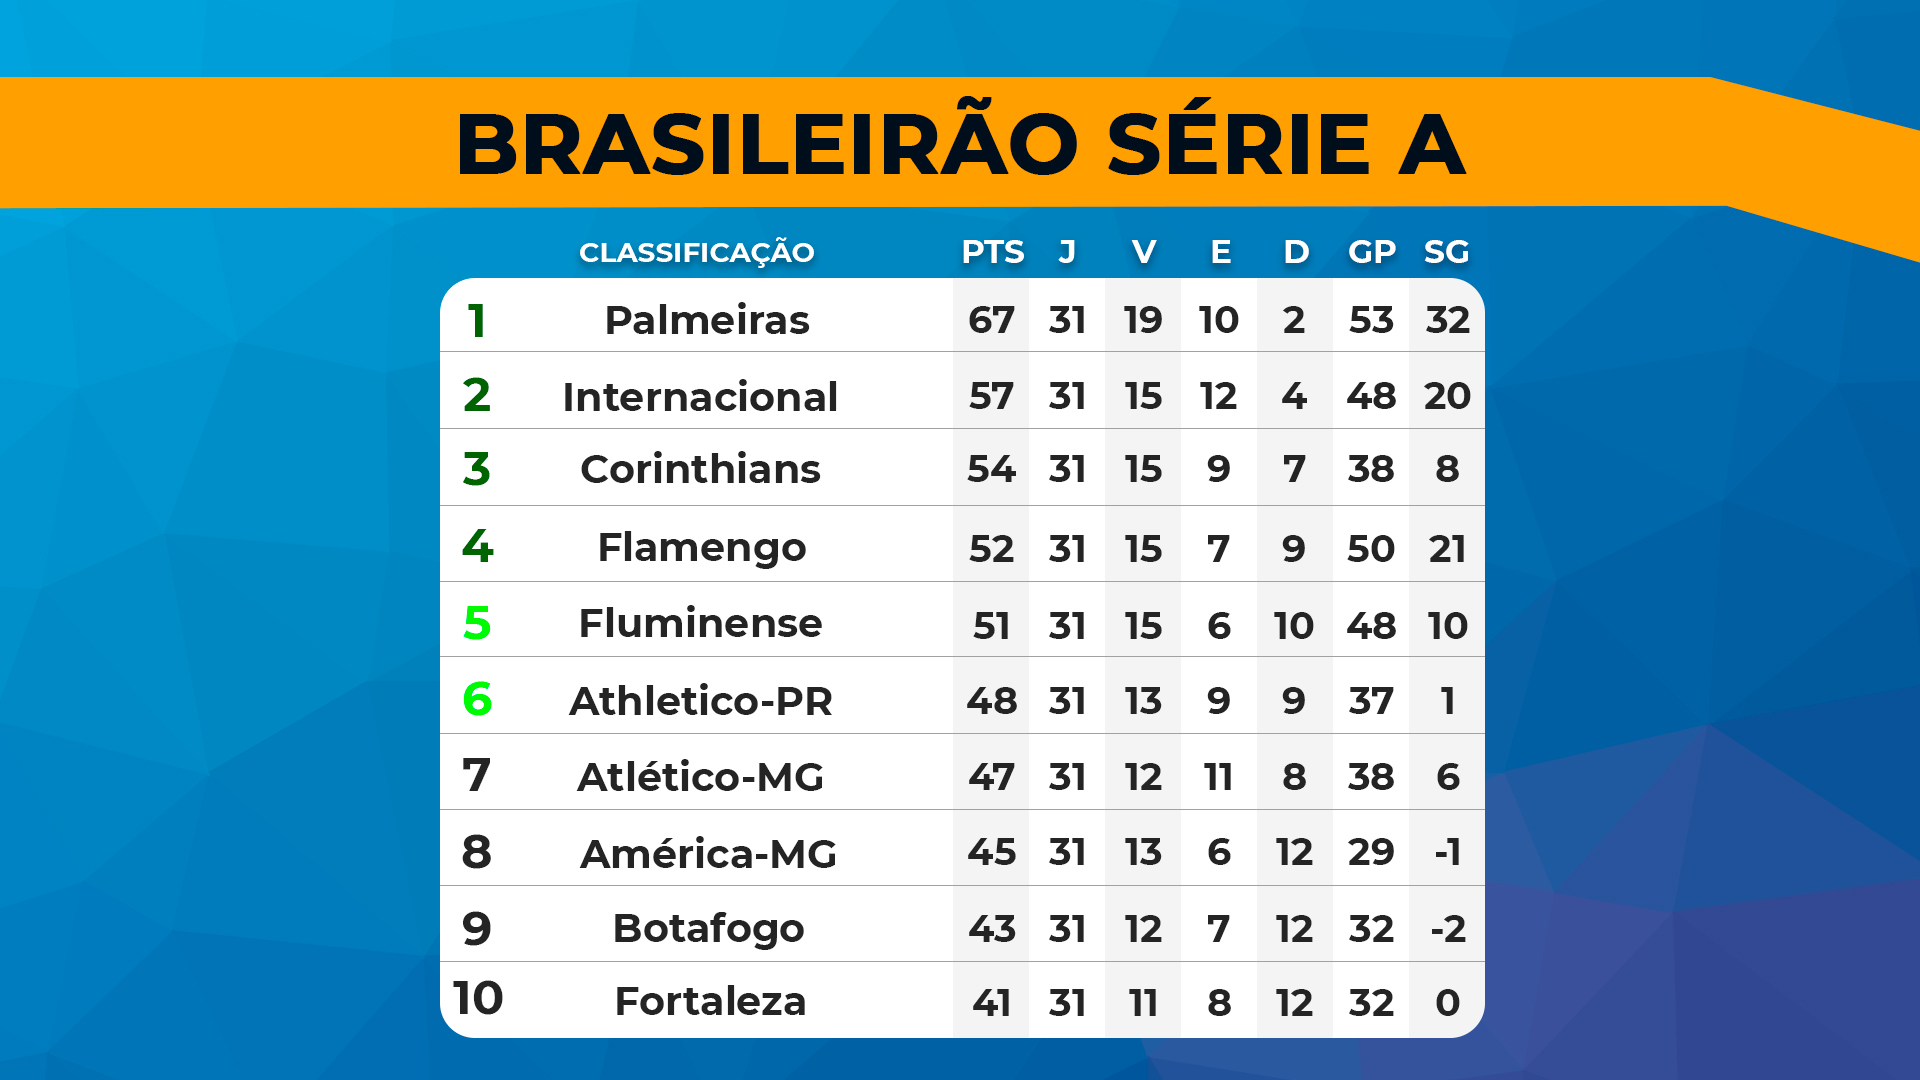 BRASILEIRÃO SÉRIE A
CLASSIFICAÇÃO PTS J V E D GP SG
1 Palmeiras 67 31 19 10 2 53 32
2 Internacional 57 31 15 12 4 48 20
3 Corinthians 54 31 15 9 7 38 8
4 Flamengo 52 31 15 7 9 50 21
5 Fluminense 51 31 15 6 10 48 10
6 Athletico-PR 48 31 13 9 9 37 1
7 Atlético-MG 47 31 12 11 8 38 6
8 América-MG 45 31 13 6 12 29 -1
9 Botafogo 43 31 12 7 12 32 -2
10 Fortaleza 41 31 11 8 12 32 0